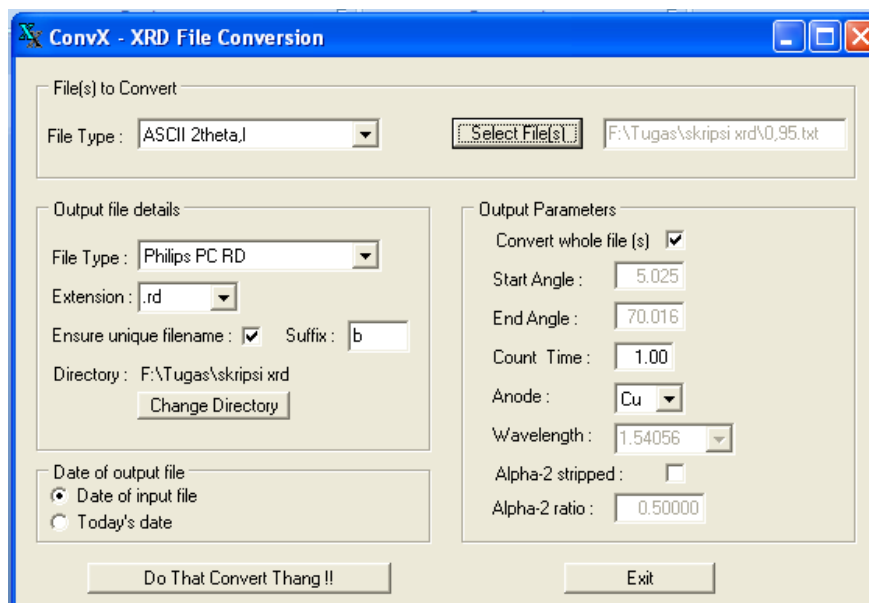 ConvX - XRD File Conversion
File(s) to Convert
File Type : ASCII 2theta,I Select File(s) F:\Tugas\skripsi xrd\0,95.txt
Output file details
File Type : Philips PC RD
Extension : .rd
Ensure unique filename : Suffix : b
Directory : F:\Tugas\skripsi xrd
Change Directory
Date of output file
Date of input file
Today's date
Output Parameters
Convert whole file (s)
Start Angle : 5.025
End Angle : 70.016
Count Time : 1.00
Anode : Cu
Wavelength : 1.54056
Alpha-2 stripped :
Alpha-2 ratio : 0.50000
Do That Convert Thang !! Exit